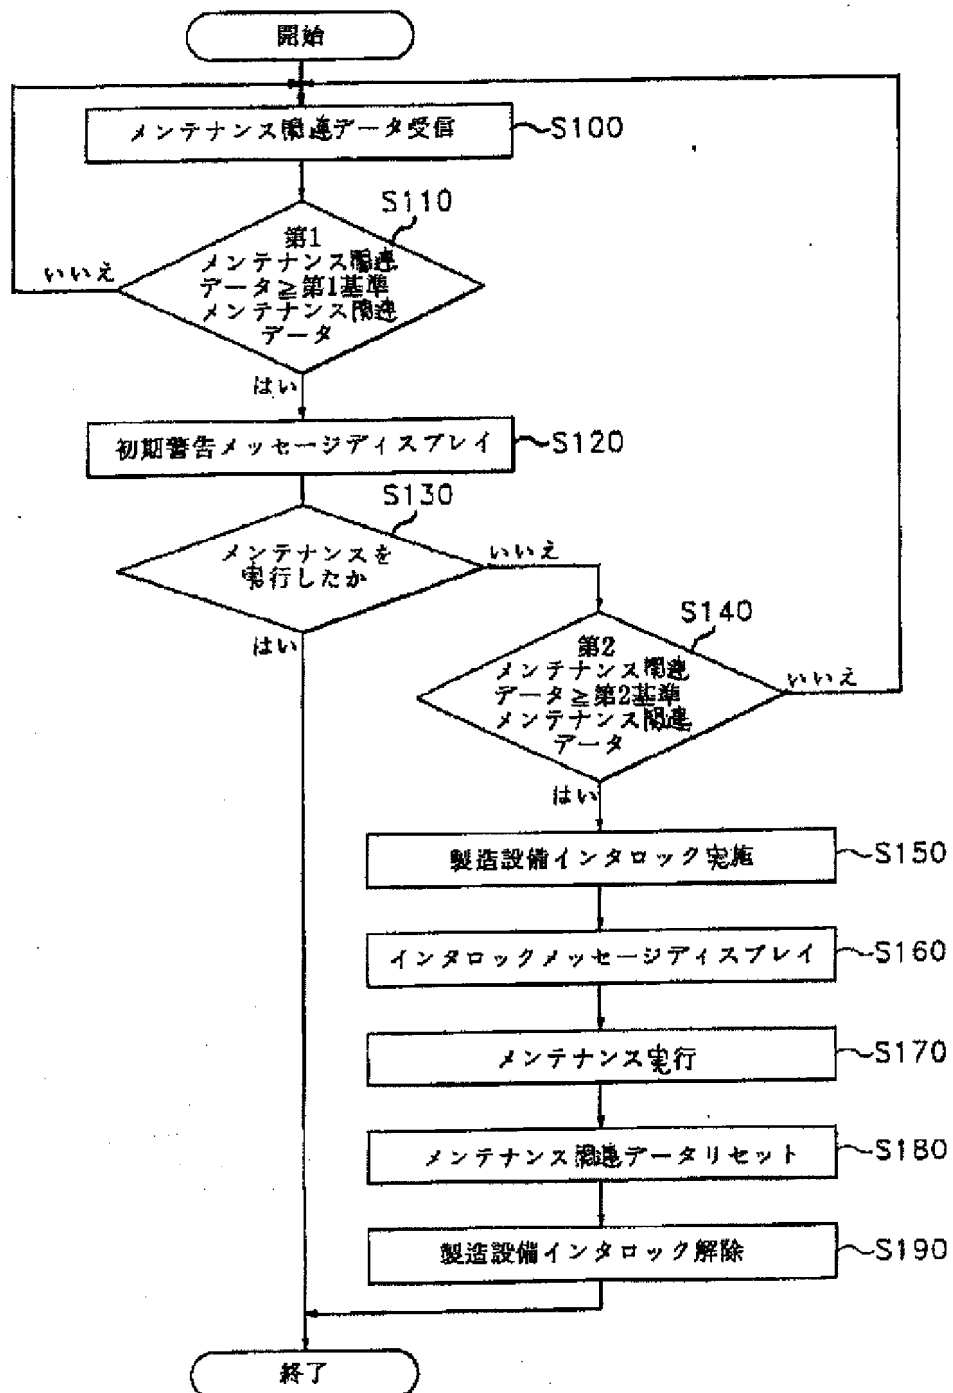 開始
メンテナンス関連データ受信
S100
S110
第1
メンテナンス関連
データ≧第1基準
メンテナンス関連
データ
いいえ
はい
初期警告メッセージディスプレイ
S120
S130
メンテナンスを
実行したか
いいえ
はい
S140
第2
メンテナンス関連
データ≧第2基準
メンテナンス関連
データ
いいえ
はい
製造設備インタロック実施
S150
インタロックメッセージディスプレイ
S160
メンテナンス実行
S170
メンテナンス関連データリセット
S180
製造設備インタロック解除
S190
終了